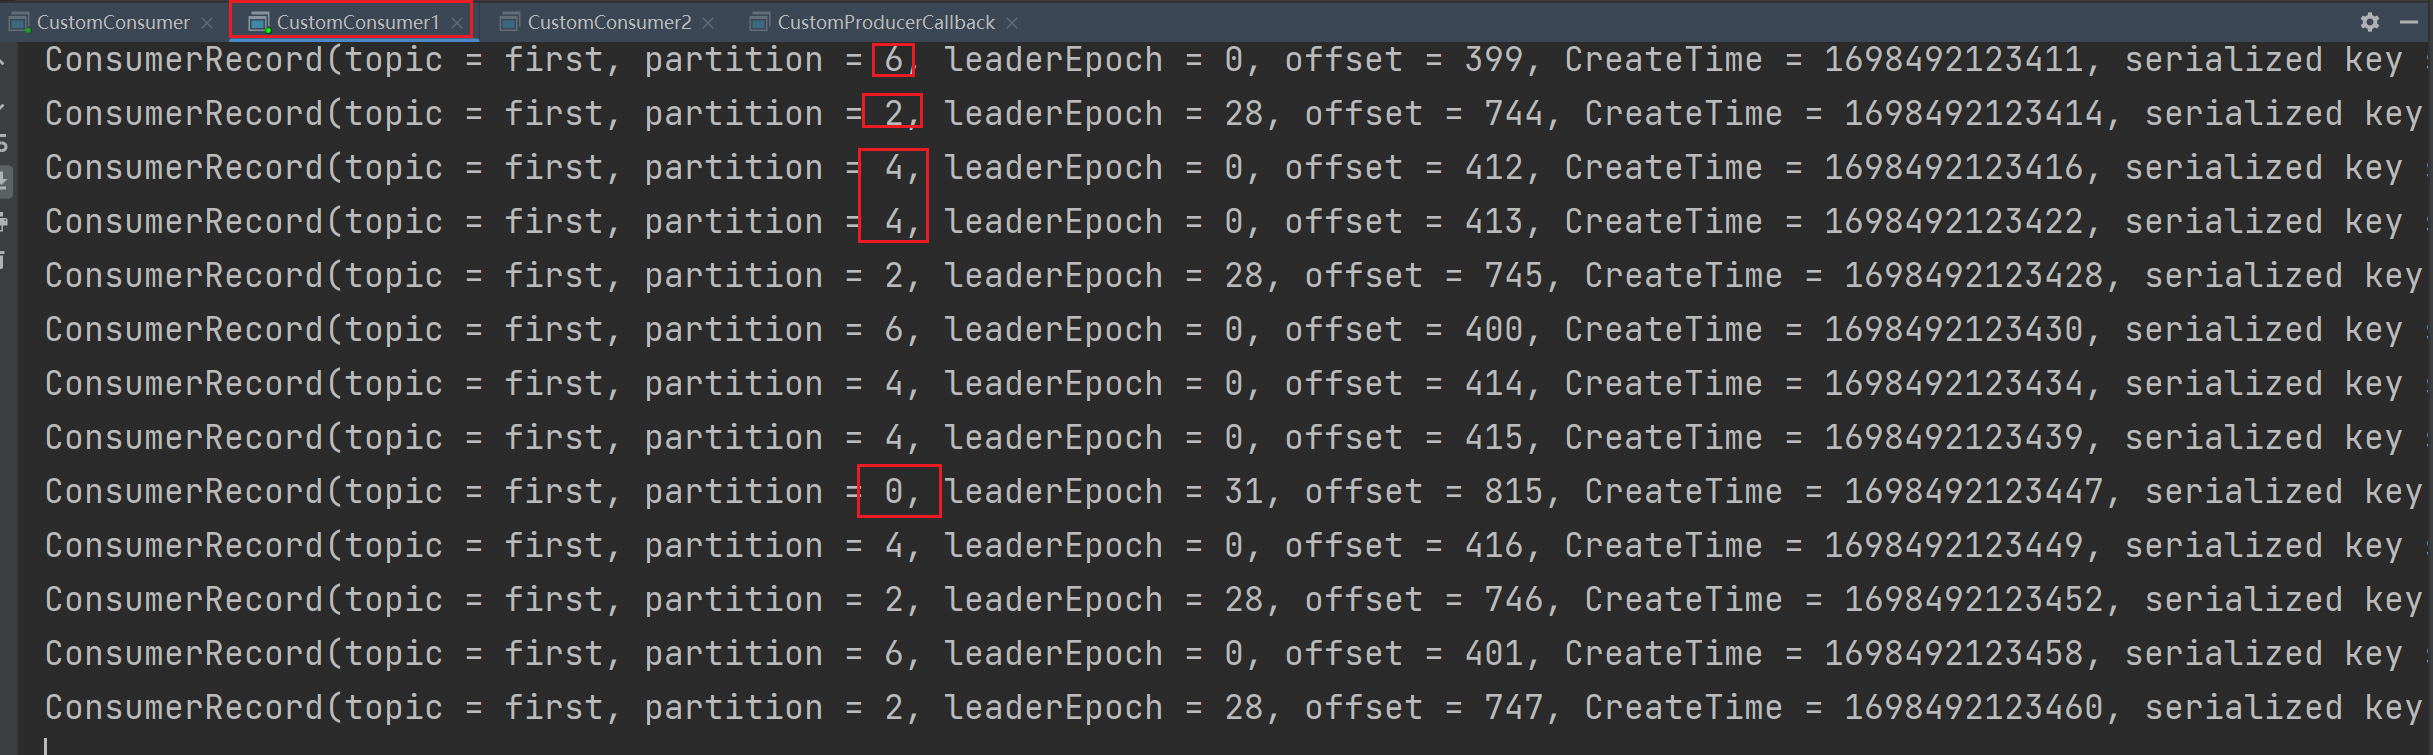 CustomConsumer CustomConsumer1 CustomConsumer2 CustomProducerCallback
ConsumerRecord(topic = first, partition = 6, leaderEpoch = 0, offset = 399, CreateTime = 1698492123411, serialized key
ConsumerRecord(topic = first, partition = 2, leaderEpoch = 28, offset = 744, CreateTime = 1698492123414, serialized key
ConsumerRecord(topic = first, partition = 4, leaderEpoch = 0, offset = 412, CreateTime = 1698492123416, serialized key
ConsumerRecord(topic = first, partition = 4, leaderEpoch = 0, offset = 413, CreateTime = 1698492123422, serialized key
ConsumerRecord(topic = first, partition = 2, leaderEpoch = 28, offset = 745, CreateTime = 1698492123428, serialized key
ConsumerRecord(topic = first, partition = 6, leaderEpoch = 0, offset = 400, CreateTime = 1698492123430, serialized key
ConsumerRecord(topic = first, partition = 4, leaderEpoch = 0, offset = 414, CreateTime = 1698492123434, serialized key
ConsumerRecord(topic = first, partition = 4, leaderEpoch = 0, offset = 415, CreateTime = 1698492123439, serialized key
ConsumerRecord(topic = first, partition = 0, leaderEpoch = 31, offset = 815, CreateTime = 1698492123447, serialized key
ConsumerRecord(topic = first, partition = 4, leaderEpoch = 0, offset = 416, CreateTime = 1698492123449, serialized key
ConsumerRecord(topic = first, partition = 2, leaderEpoch = 28, offset = 746, CreateTime = 1698492123452, serialized key
ConsumerRecord(topic = first, partition = 6, leaderEpoch = 0, offset = 401, CreateTime = 1698492123458, serialized key
ConsumerRecord(topic = first, partition = 2, leaderEpoch = 28, offset = 747, CreateTime = 1698492123460, serialized key